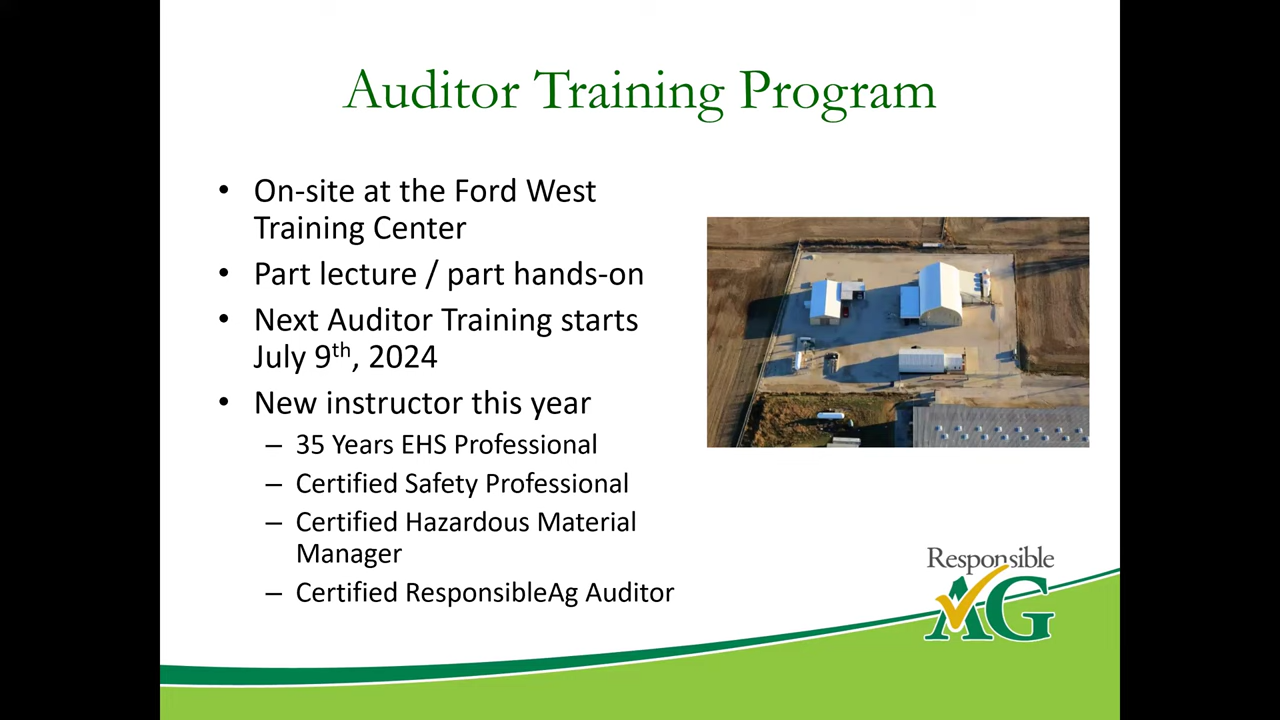 Auditor Training Program
• On-site at the Ford West
Training Center
• Part lecture / part hands-on
• Next Auditor Training starts
July 9th, 2024
• New instructor this year
– 35 Years EHS Professional
– Certified Safety Professional
– Certified Hazardous Material
Manager
– Certified ResponsibleAg Auditor
Responsible
AG